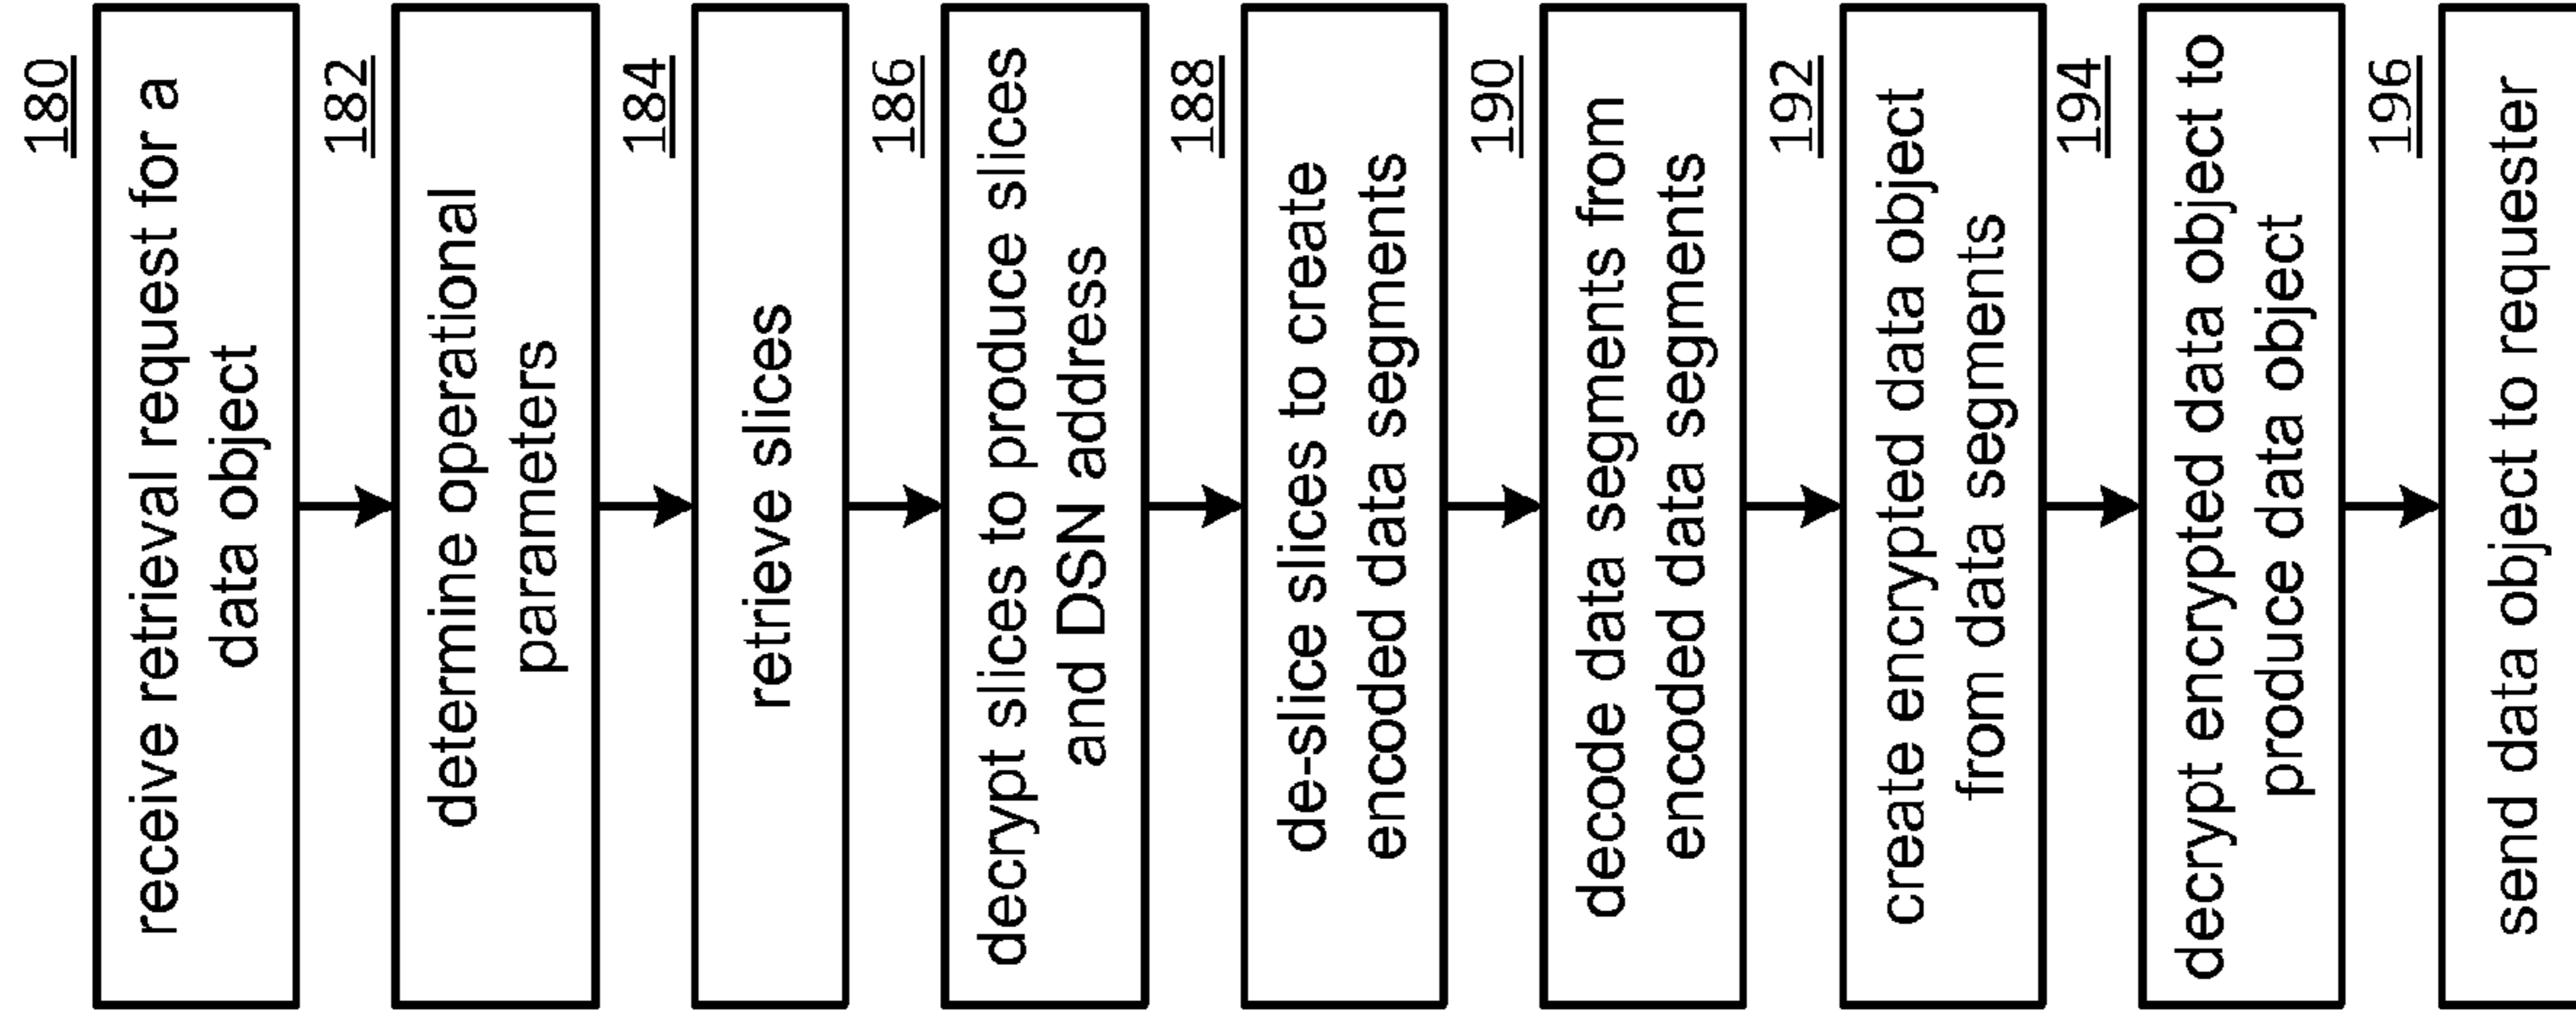 180
receive retrieval request for a
data object
182
determine operational
parameters
184
retrieve slices
186
decrypt slices to produce slices
and DSN address
188
de-slice slices to create
encoded data segments
190
decode data segments from
encoded data segments
192
create encrypted data object
from data segments
194
decrypt encrypted data object to
produce data object
196
send data object to requester